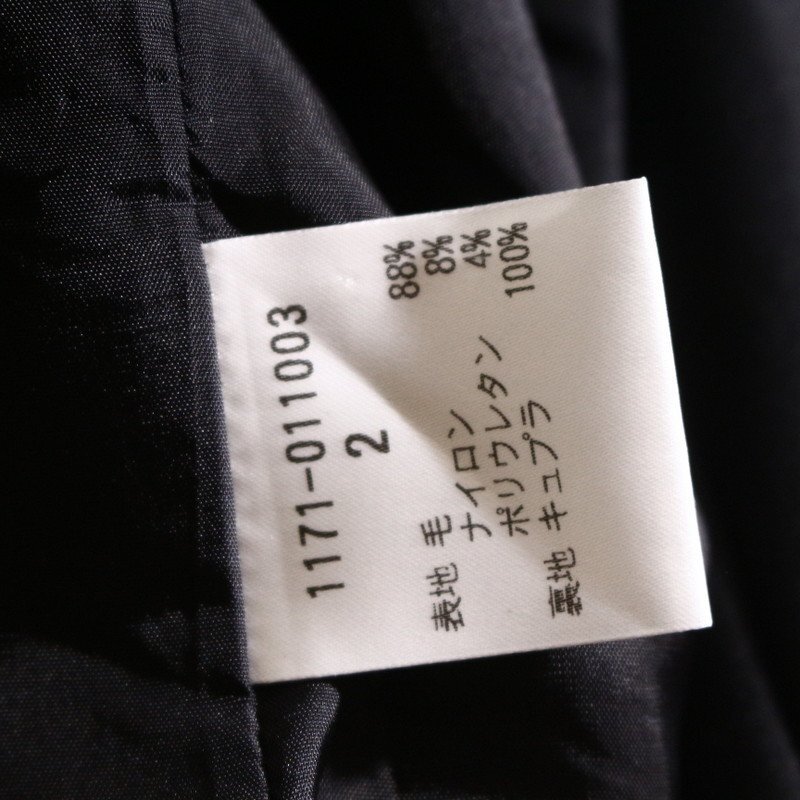 1171-011003
2
表地 毛 88%
ナイロン 8%
ポリウレタン 4%
裏地 キュプラ 100%